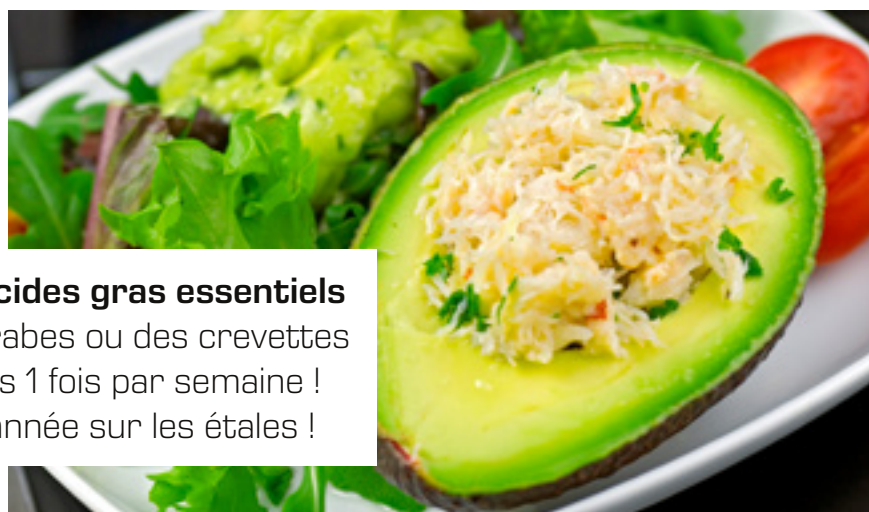 cides gras essentiels
rabes ou des crevettes
s 1 fois par semaine !
année sur les étales !